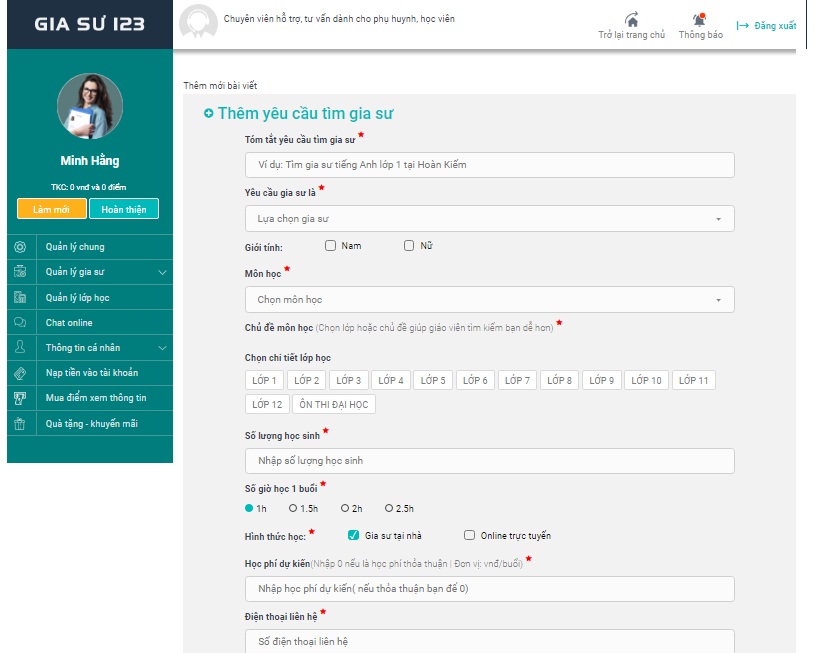 GIA SƯ 123
Chuyên viên hỗ trợ, tư vấn dành cho phụ huynh, học viên
Trở lại trang chủ
Thông báo
Đăng xuất
Minh Hằng
TKC: 0 vnđ và 0 điểm
Làm mới
Hoàn thiện
Quản lý chung
Quản lý gia sư
Quản lý lớp học
Chat online
Thông tin cá nhân
Nạp tiền vào tài khoản
Mua điểm xem thông tin
Quà tặng - khuyến mãi
Thêm mới bài viết
Thêm yêu cầu tìm gia sư
Tóm tắt yêu cầu tìm gia sư *
Ví dụ: Tìm gia sư tiếng Anh lớp 1 tại Hoàn Kiếm
Yêu cầu gia sư là *
Lựa chọn gia sư
Giới tính: Nam Nữ
Môn học *
Chọn môn học
Chủ đề môn học (Chọn lớp hoặc chủ đề giúp giáo viên tìm kiếm bạn dễ hơn) *
Chọn chi tiết lớp học
LỚP 1 LỚP 2 LỚP 3 LỚP 4 LỚP 5 LỚP 6 LỚP 7 LỚP 8 LỚP 9 LỚP 10 LỚP 11
LỚP 12 ÔN THI ĐẠI HỌC
Số lượng học sinh *
Nhập số lượng học sinh
Số giờ học 1 buổi *
1h 1.5h 2h 2.5h
Hình thức học: * Gia sư tại nhà Online trực tuyến
Học phí dự kiến(Nhập 0 nếu là học phí thỏa thuận | Đơn vị: vnđ/buổi) *
Nhập học phí dự kiến( nếu thỏa thuận bạn để 0)
Điện thoại liên hệ *
Số điện thoại liên hệ